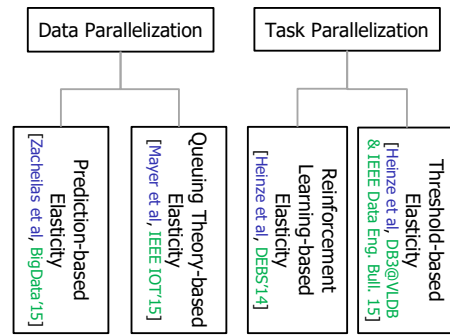 Data Parallelization
Task Parallelization
Prediction-based
Elasticity
[Zacheilas et al, BigData'15]
Queuing Theory-based
Elasticity
[Mayer et al, IEEE IOT'15]
Reinforcement
Learning-based
Elasticity
[Heinze et al, DEBS'14]
Threshold-based
Elasticity
[Heinze et al, DB3@VLDB
& IEEE Data Eng. Bull. 15]